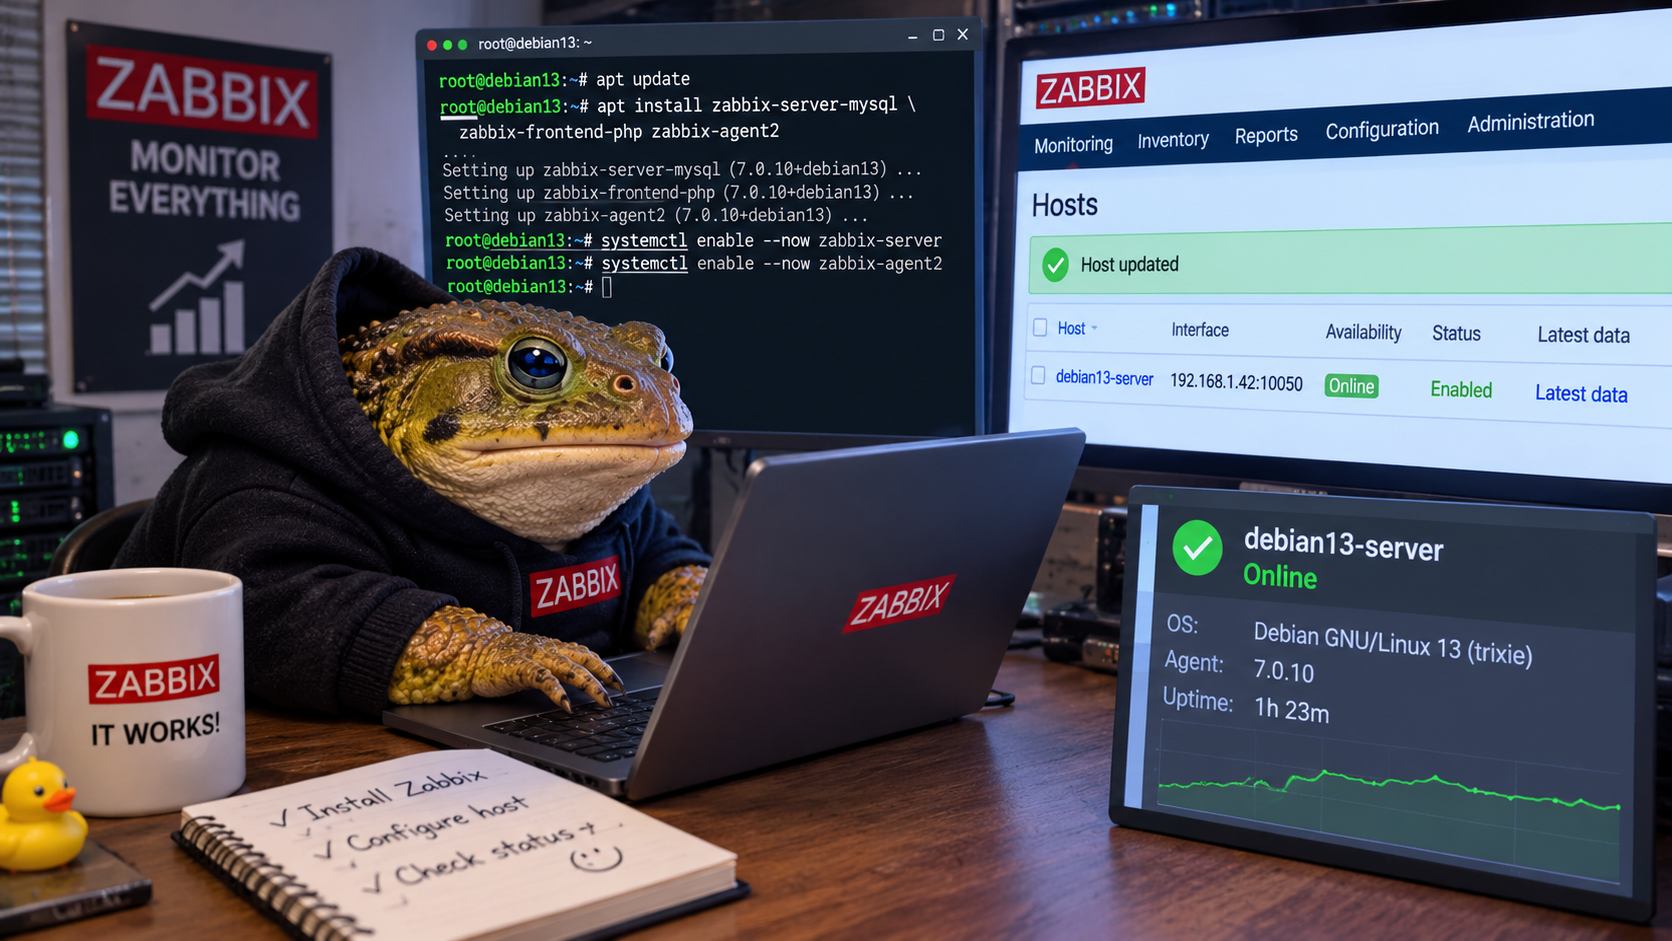 ZABBIX
MONITOR
EVERYTHING
root@debian13: ~
root@debian13:~# apt update
root@debian13:~# apt install zabbix-server-mysql \
zabbix-frontend-php zabbix-agent2
....
Setting up zabbix-server-mysql (7.0.10+debian13) ...
Setting up zabbix-frontend-php (7.0.10+debian13) ...
Setting up zabbix-agent2 (7.0.10+debian13) ...
root@debian13:~# systemctl enable --now zabbix-server
root@debian13:~# systemctl enable --now zabbix-agent2
root@debian13:~#
ZABBIX
Monitoring Inventory Reports Configuration Administration
Hosts
Host updated
Host Interface Availability Status Latest data
debian13-server 192.168.1.42:10050 Online Enabled Latest data
debian13-server
Online
OS: Debian GNU/Linux 13 (trixie)
Agent: 7.0.10
Uptime: 1h 23m
ZABBIX
ZABBIX
ZABBIX
IT WORKS!
✓ Install Zabbix
✓ Configure host
✓ Check status